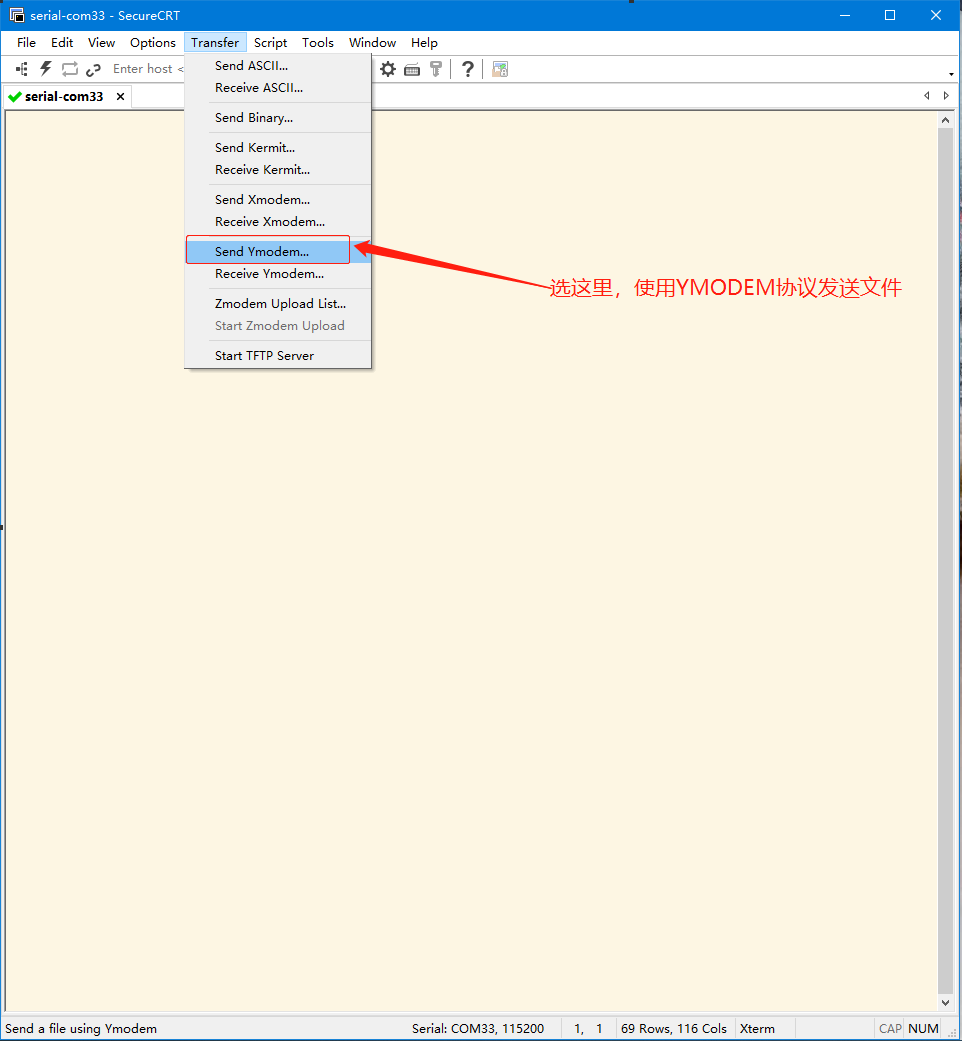 serial-com33 - SecureCRT
File Edit View Options Transfer Script Tools Window Help
Enter host <
serial-com33
Send ASCII...
Receive ASCII...
Send Binary...
Send Kermit...
Receive Kermit...
Send Xmodem...
Receive Xmodem...
Send Ymodem...
Receive Ymodem...
Zmodem Upload List...
Start Zmodem Upload
Start TFTP Server
选这里，使用YMODEM协议发送文件
Send a file using Ymodem Serial: COM33, 115200 1, 1 69 Rows, 116 Cols Xterm CAP NUM